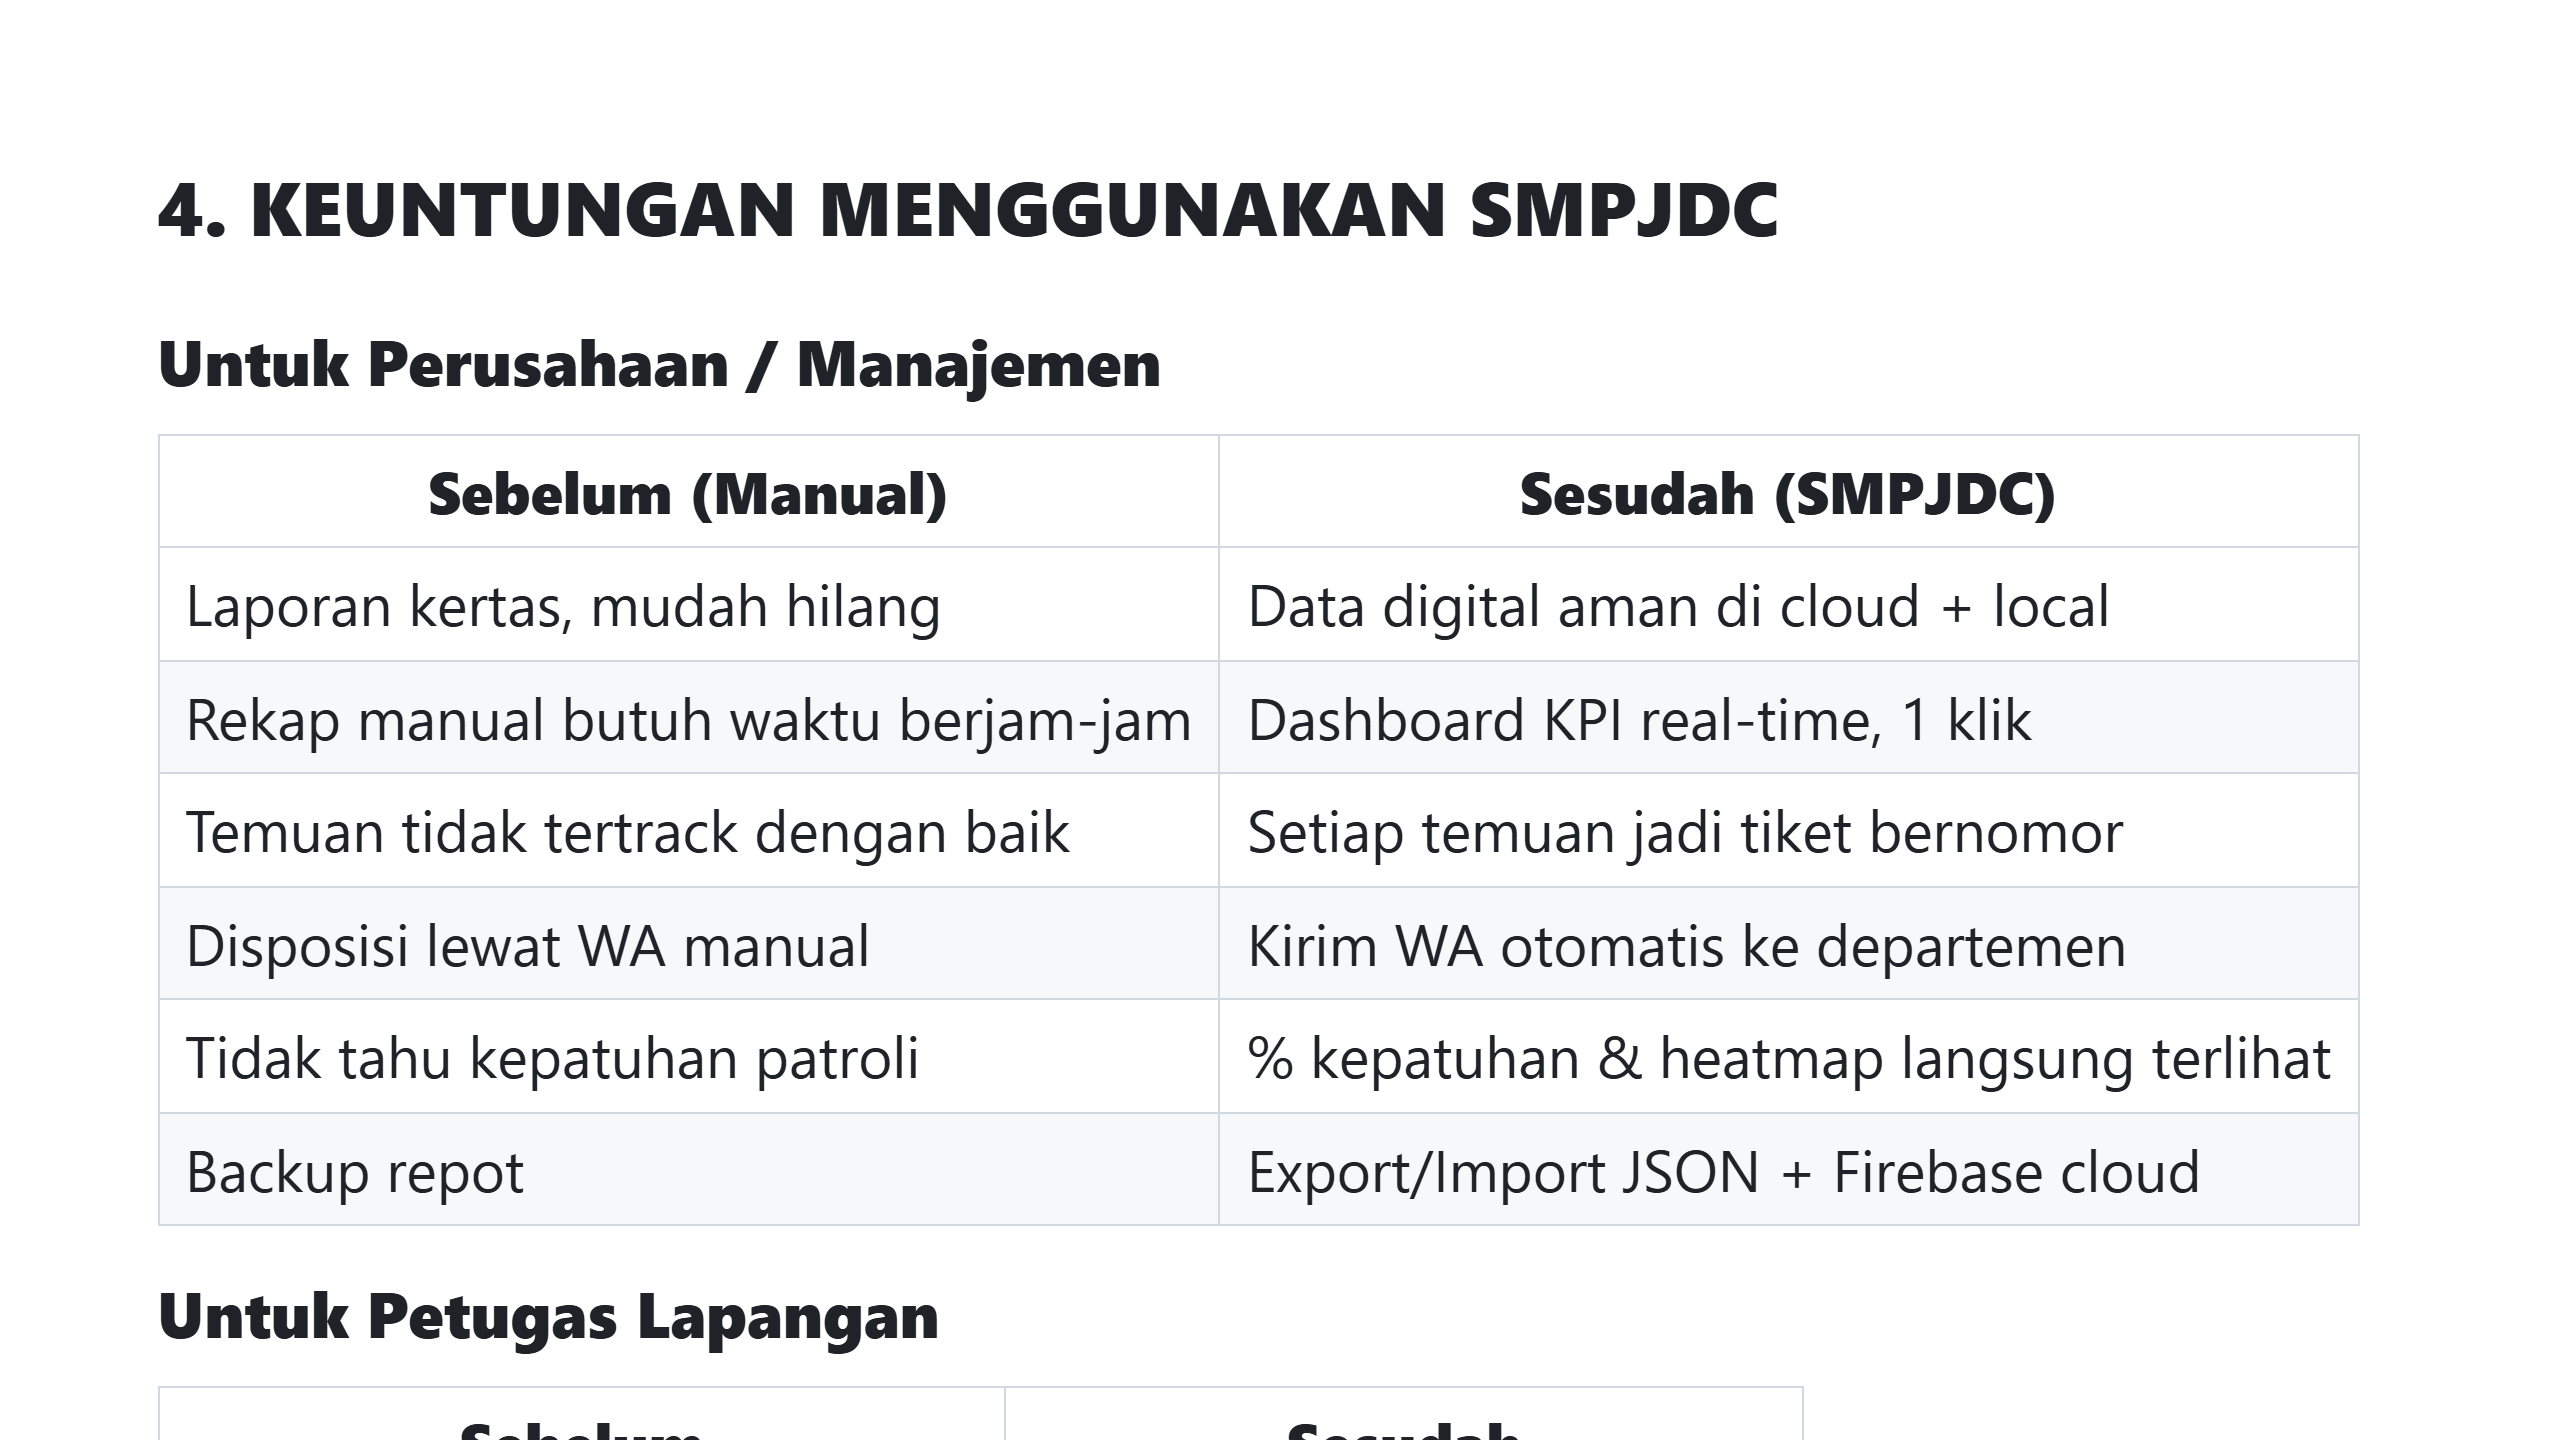 4. KEUNTUNGAN MENGGUNAKAN SMPJDC
Untuk Perusahaan / Manajemen
Sebelum (Manual) Sesudah (SMPJDC)
Laporan kertas, mudah hilang Data digital aman di cloud + local
Rekap manual butuh waktu berjam-jam Dashboard KPI real-time, 1 klik
Temuan tidak tertrack dengan baik Setiap temuan jadi tiket bernomor
Disposisi lewat WA manual Kirim WA otomatis ke departemen
Tidak tahu kepatuhan patroli % kepatuhan & heatmap langsung terlihat
Backup repot Export/Import JSON + Firebase cloud
Untuk Petugas Lapangan
Sebelum Sesudah